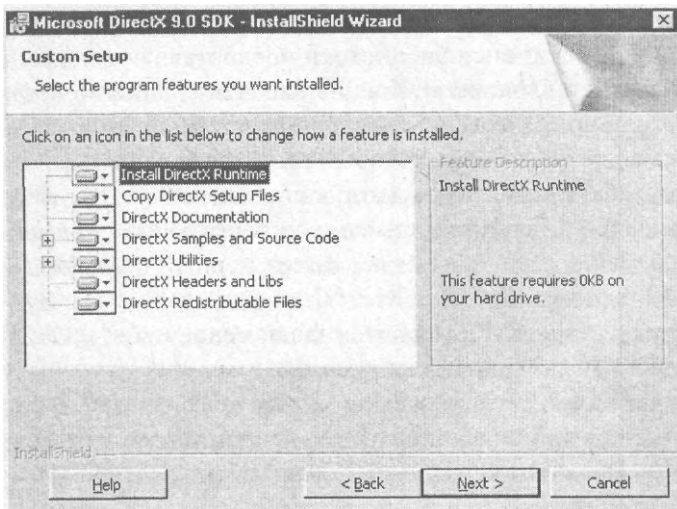 Microsoft DirectX 9.0 SDK - InstallShield Wizard
Custom Setup
Select the program features you want installed.
Click on an icon in the list below to change how a feature is installed.
Install DirectX Runtime
Copy DirectX Setup Files
DirectX Documentation
DirectX Samples and Source Code
DirectX Utilities
DirectX Headers and Libs
DirectX Redistributable Files
Feature Description
Install DirectX Runtime
This feature requires 0KB on
your hard drive.
InstallShield
Help
< Back
Next >
Cancel